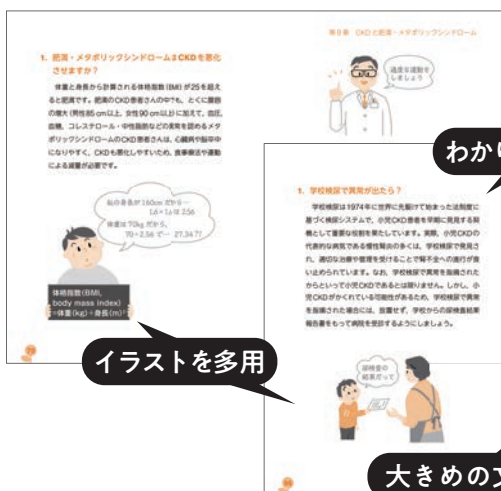 第9章 CKDと肥満・メタボリックシンドローム
1. 肥満・メタボリックシンドロームはCKDを悪化
させますか?
体重と身長から計算される体格指数(BMI)が25を超え
ると肥満です。肥満のCKD患者さんの中でも、とくに腹囲
の増大(男性85cm以上、女性90cm以上)に加えて、血圧、
血糖、コレステロール・中性脂肪などの異常を認めるメタ
ボリックシンドロームのCKD患者さんは、心臓病や脳卒中
になりやすく、CKDも悪化しやすいため、食事療法や運動
による減量が必要です。
適度な運動を
しましょう
私の身長が160cmだから…
1.6×1.6は2.56
体重は70kgだから、
70÷2.56で… 27.34?!
体格指数(BMI,
body mass index)
=体重(kg)÷身長(m)²
イラストを多用
わか
1. 学校検尿で異常が出たら?
学校検尿は1974年に世界に先駆けて始まった法制度に
基づく検尿システムで、小児CKD患者を早期に発見する契
機として重要な役割を果たしています。実際、小児CKDの
代表的な病気である慢性腎炎の多くは、学校検尿で発見さ
れ、適切な治療や管理を受けることで腎不全への進行が食
い止められています。なお、学校検尿で異常を指摘された
からといって小児CKDであるとは限りません。しかし、小
児CKDがかくれている可能性があるため、学校検尿で異常
を指摘された場合には、放置せず、学校からの尿検査結果
報告書をもって病院を受診するようにしましょう。
尿検査の
結果だって
大きめの文